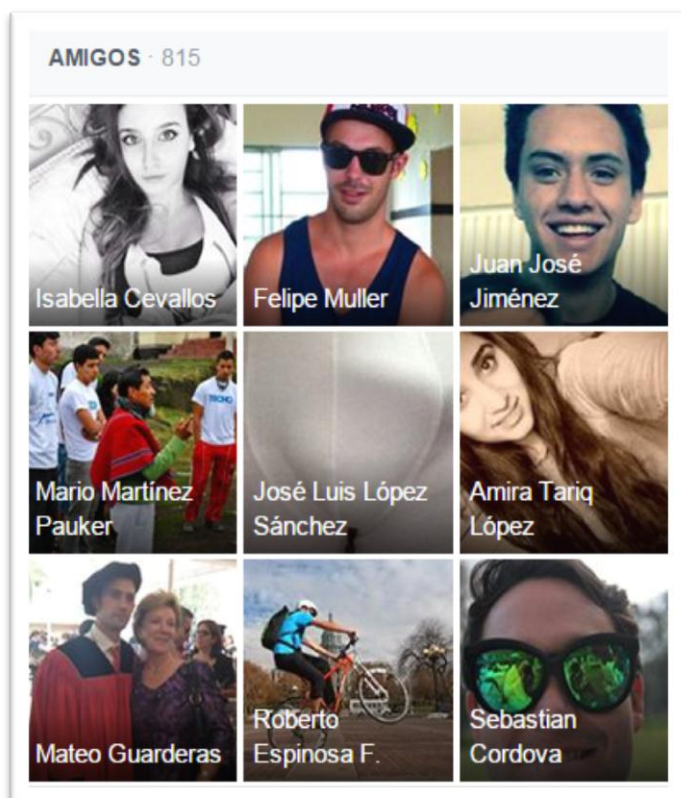 AMIGOS · 815
Isabella Cevallos
Felipe Muller
Juan José
Jiménez
Mario Martínez
Pauker
José Luis López
Sánchez
Amira Tariq
López
Mateo Guarderas
Roberto
Espinosa F.
Sebastian
Cordova
TECHO